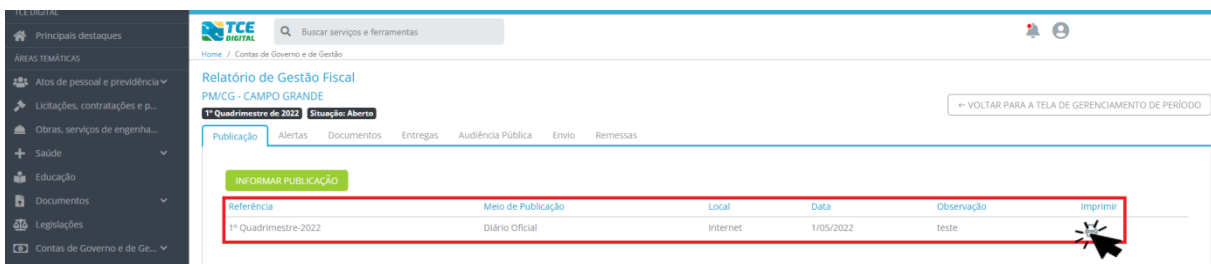 TCE DIGITAL
Principais destaques
ÁREAS TEMÁTICAS
Atos de pessoal e previdência
Licitações, contratações e p...
Obras, serviços de engenha...
Saúde
Educação
Documentos
Legislações
Contas de Governo e de Ge...
TCE DIGITAL
Buscar serviços e ferramentas
Home / Contas de Governo e de Gestão
Relatório de Gestão Fiscal
PM/CG - CAMPO GRANDE
1º Quadrimestre de 2022 Situação: Aberto
← VOLTAR PARA A TELA DE GERENCIAMENTO DE PERÍODO
Publicação Alertas Documentos Entregas Audiência Pública Envio Remessas
INFORMAR PUBLICAÇÃO
Referência Meio de Publicação Local Data Observação Imprimir
1º Quadrimestre-2022 Diário Oficial Internet 1/05/2022 teste